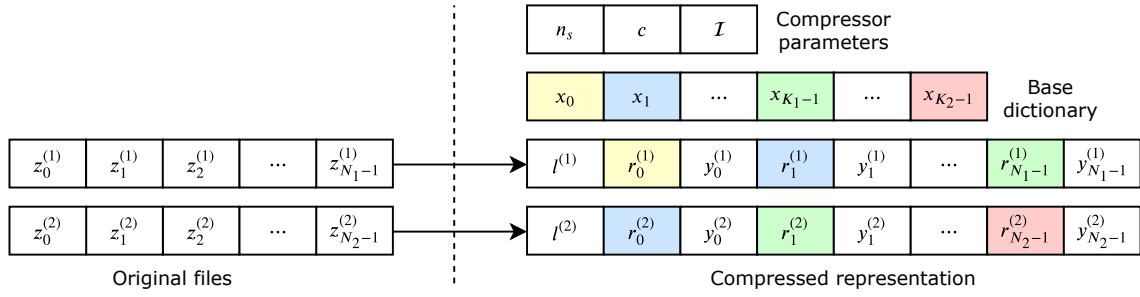 n_s c ℐ Compressor parameters
x_0 x_1 ... x_{K_1−1} ... x_{K_2−1} Base dictionary
z_0^{(1)} z_1^{(1)} z_2^{(1)} ... z_{N_1−1}^{(1)} l^{(1)} r_0^{(1)} y_0^{(1)} r_1^{(1)} y_1^{(1)} ... r_{N_1−1}^{(1)} y_{N_1−1}^{(1)}
z_0^{(2)} z_1^{(2)} z_2^{(2)} ... z_{N_2−1}^{(2)} l^{(2)} r_0^{(2)} y_0^{(2)} r_1^{(2)} y_1^{(2)} ... r_{N_2−1}^{(2)} y_{N_2−1}^{(2)}
Original files Compressed representation